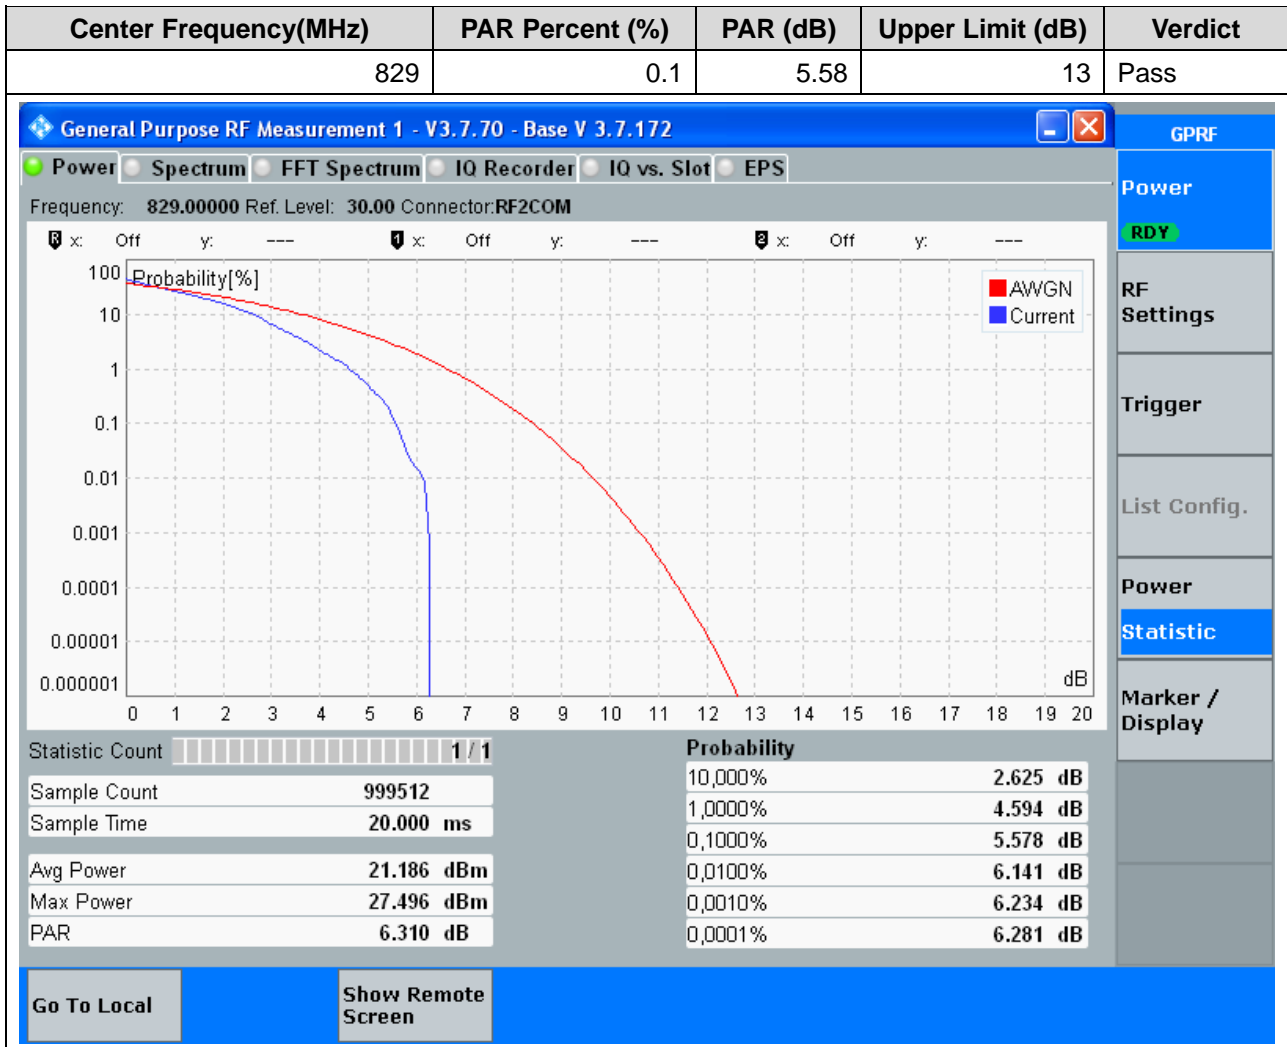 Center Frequency(MHz) PAR Percent (%) PAR (dB) Upper Limit (dB) Verdict
829 0.1 5.58 13 Pass
General Purpose RF Measurement 1 - V3.7.70 - Base V 3.7.172
GPRF
Power Spectrum FFT Spectrum IQ Recorder IQ vs. Slot EPS
Frequency: 829.00000 Ref. Level: 30.00 Connector:RF2COM
R x: Off y: --- 1 x: Off y: --- 2 x: Off y: ---
Probability[%]
AWGN
Current
100
10
1
0.1
0.01
0.001
0.0001
0.00001
0.000001
dB
0 1 2 3 4 5 6 7 8 9 10 11 12 13 14 15 16 17 18 19 20
Statistic Count 1 / 1
Sample Count 999512
Sample Time 20.000 ms
Avg Power 21.186 dBm
Max Power 27.496 dBm
PAR 6.310 dB
Probability
10,000% 2.625 dB
1,0000% 4.594 dB
0,1000% 5.578 dB
0,0100% 6.141 dB
0,0010% 6.234 dB
0,0001% 6.281 dB
Power
RDY
RF
Settings
Trigger
List Config.
Power
Statistic
Marker /
Display
Go To Local
Show Remote
Screen